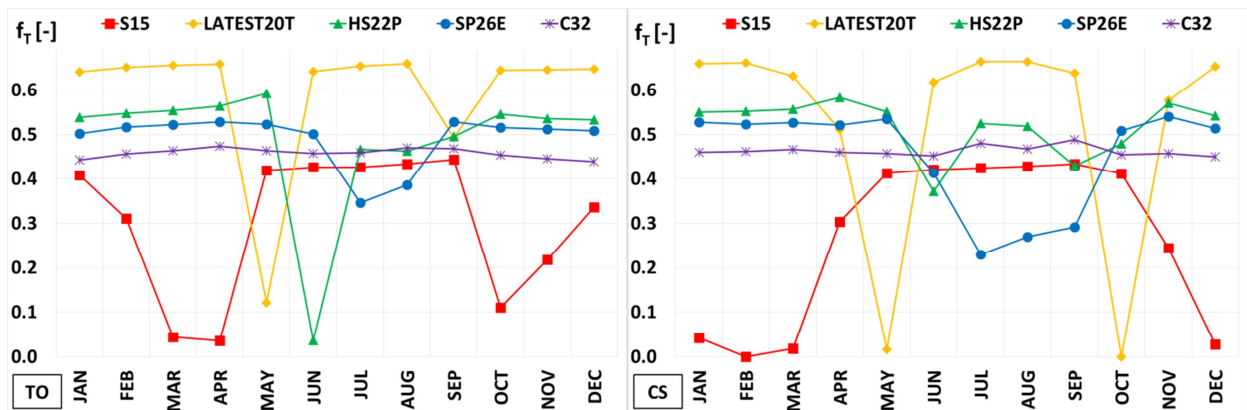 S15 LATEST20T HS22P SP26E C32
f_T [-]
0.6
0.5
0.4
0.3
0.2
0.1
0.0
TO
JAN FEB MAR APR MAY JUN JUL AUG SEP OCT NOV DEC
S15 LATEST20T HS22P SP26E C32
f_T [-]
0.6
0.5
0.4
0.3
0.2
0.1
0.0
CS
JAN FEB MAR APR MAY JUN JUL AUG SEP OCT NOV DEC